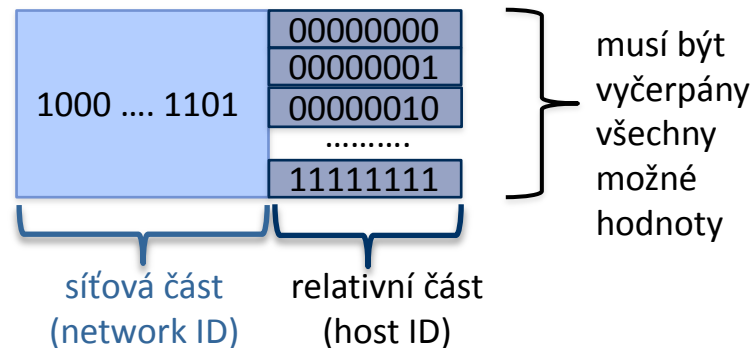 00000000
00000001
1000 .... 1101
00000010
..........
11111111
musí být
vyčerpány
všechny
možné
hodnoty
síťová část
(network ID)
relativní část
(host ID)